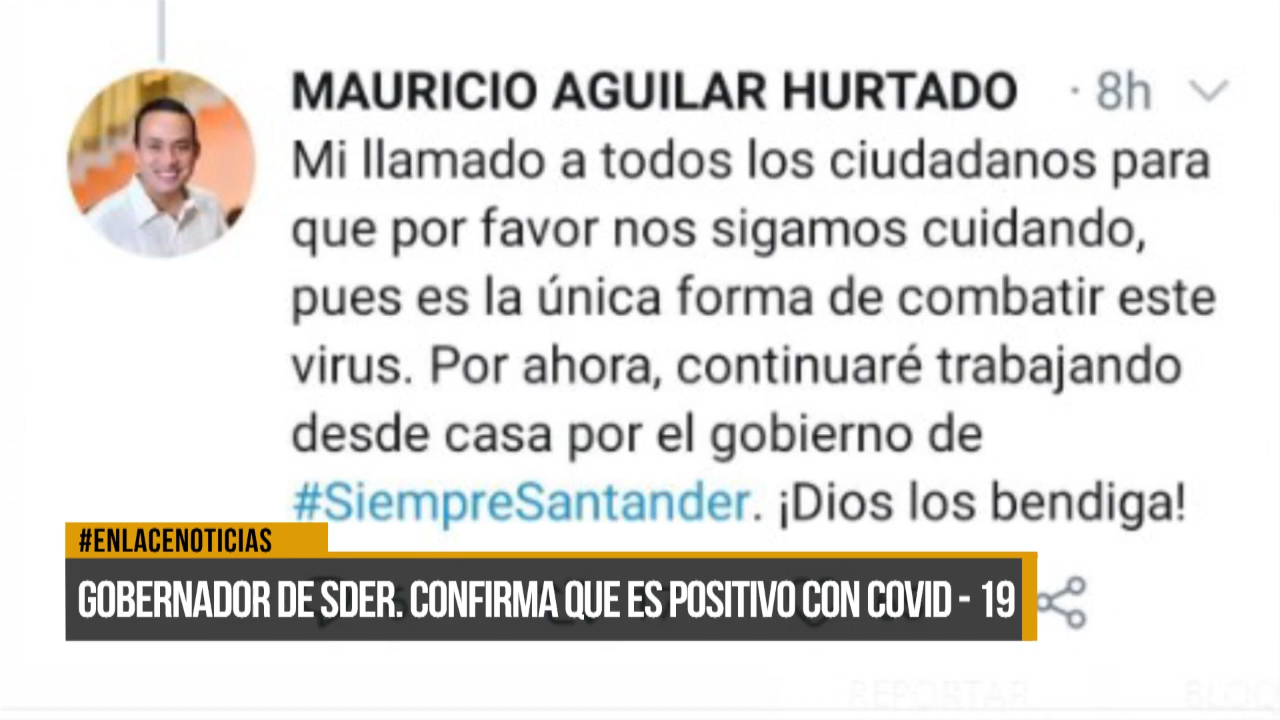 MAURICIO AGUILAR HURTADO · 8h
Mi llamado a todos los ciudadanos para
que por favor nos sigamos cuidando,
pues es la única forma de combatir este
virus. Por ahora, continuaré trabajando
desde casa por el gobierno de
#SiempreSantander. ¡Dios los bendiga!
#ENLACENOTICIAS
GOBERNADOR DE SDER. CONFIRMA QUE ES POSITIVO CON COVID - 19
REPORTAR